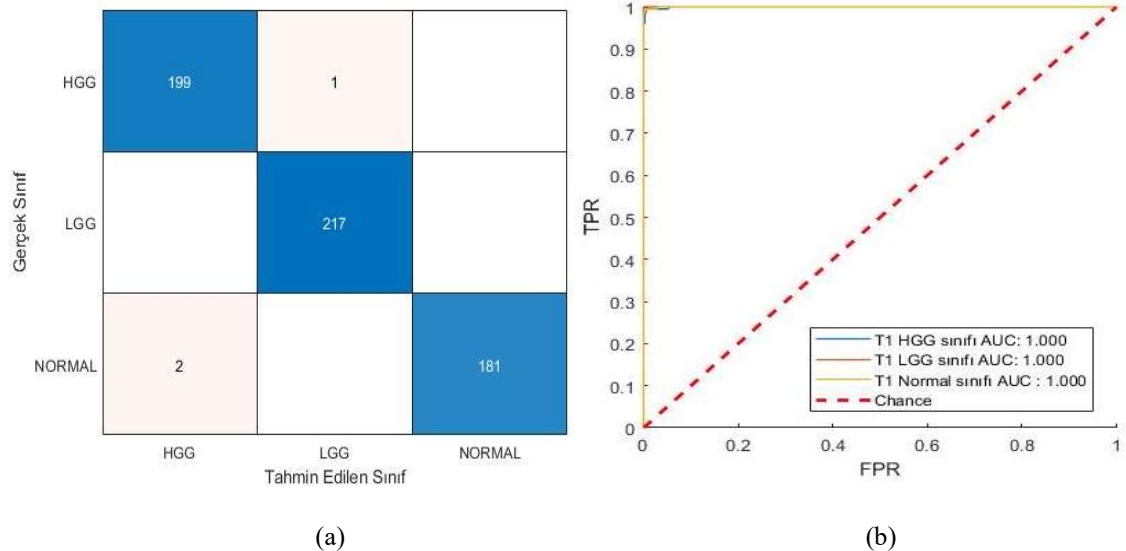 HGG
199
1
Gerçek Sınıf
LGG
217
NORMAL
2
181
HGG
LGG
NORMAL
Tahmin Edilen Sınıf
(a)
1
0.9
0.8
0.7
0.6
0.5
0.4
0.3
0.2
0.1
0
TPR
T1 HGG sınıfı AUC: 1.000
T1 LGG sınıfı AUC: 1.000
T1 Normal sınıfı AUC : 1.000
Chance
0
0.2
0.4
0.6
0.8
1
FPR
(b)